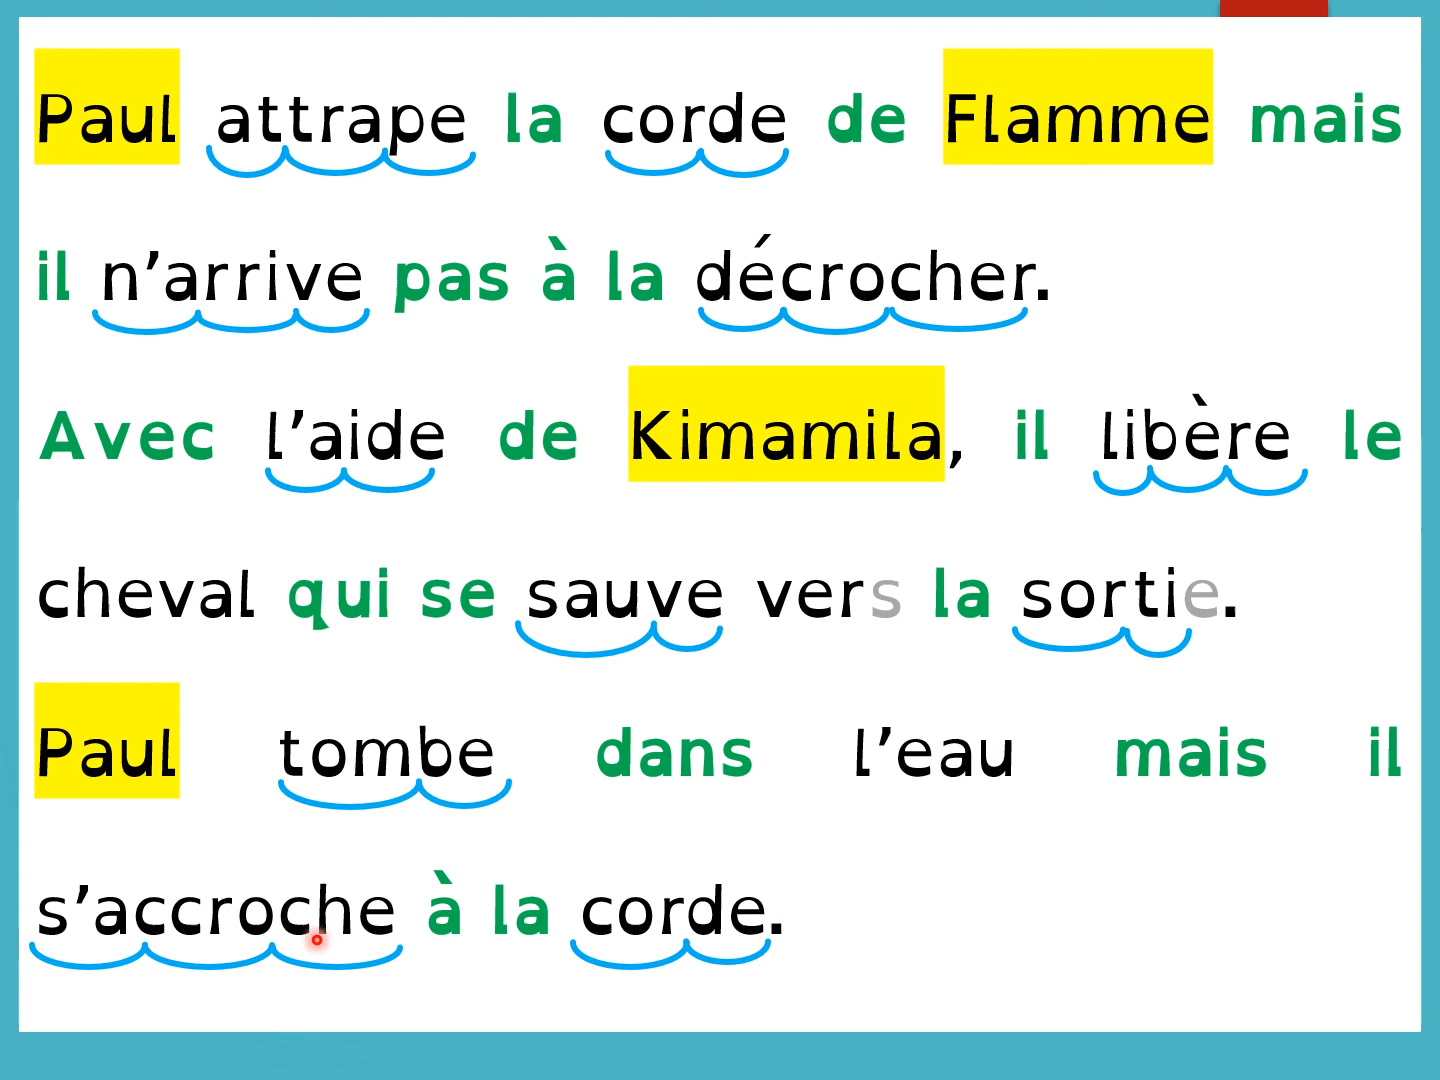 Paul attrape la corde de Flamme mais
il n’arrive pas à la décrocher.
Avec l’aide de Kimamila, il libère le
cheval qui se sauve vers la sortie.
Paul tombe dans l’eau mais il
s’accroche à la corde.